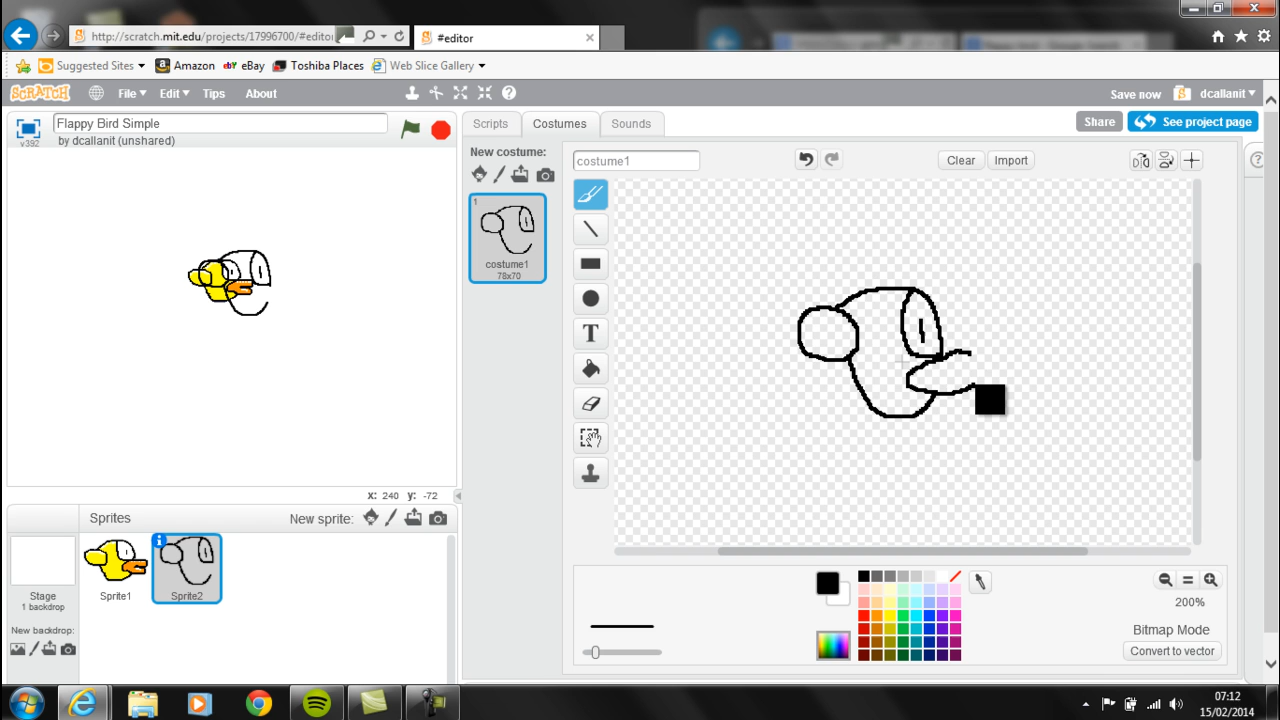 http://scratch.mit.edu/projects/17996700/#editor
#editor
Suggested Sites
Amazon
ebY eBay
Toshiba Places
Web Slice Gallery
SCRATCH
File
Edit
Tips
About
Save now
dcallanit
v392
Flappy Bird Simple
by dcallanit (unshared)
Scripts
Costumes
Sounds
Share
See project page
New costume:
costume1
Clear
Import
1
costume1
78x70
T
x: 240 y: -72
Sprites
New sprite:
Stage
1 backdrop
New backdrop:
Sprite1
Sprite2
200%
Bitmap Mode
Convert to vector
07:12
15/02/2014